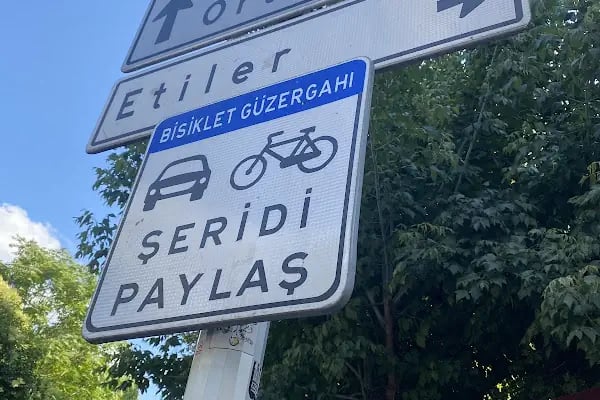 Etiler
BİSİKLET GÜZERGAHI
ŞERİDİ
PAYLAŞ